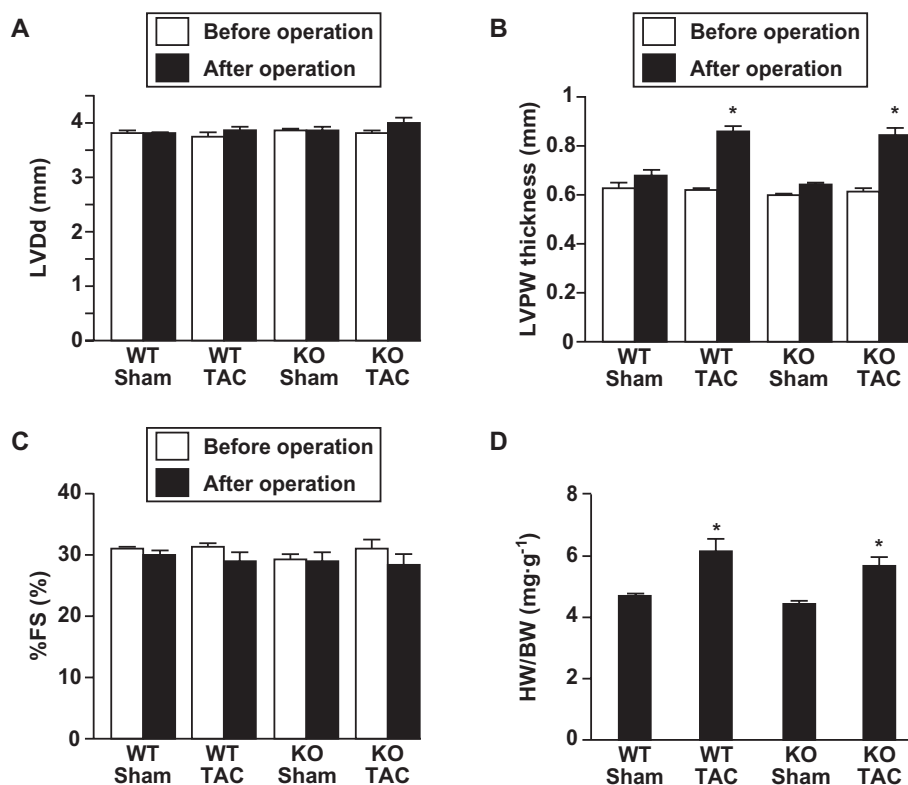 A
Before operation
After operation
LVDd (mm)
5
4
3
2
1
0
WT Sham
WT TAC
KO Sham
KO TAC
B
Before operation
After operation
LVPW thickness (mm)
1
0.8
0.6
0.4
0.2
0
*
*
WT Sham
WT TAC
KO Sham
KO TAC
C
Before operation
After operation
%FS (%)
40
30
20
10
0
WT Sham
WT TAC
KO Sham
KO TAC
D
HW/BW (mg·g⁻¹)
8
6
4
2
0
*
*
WT Sham
WT TAC
KO Sham
KO TAC